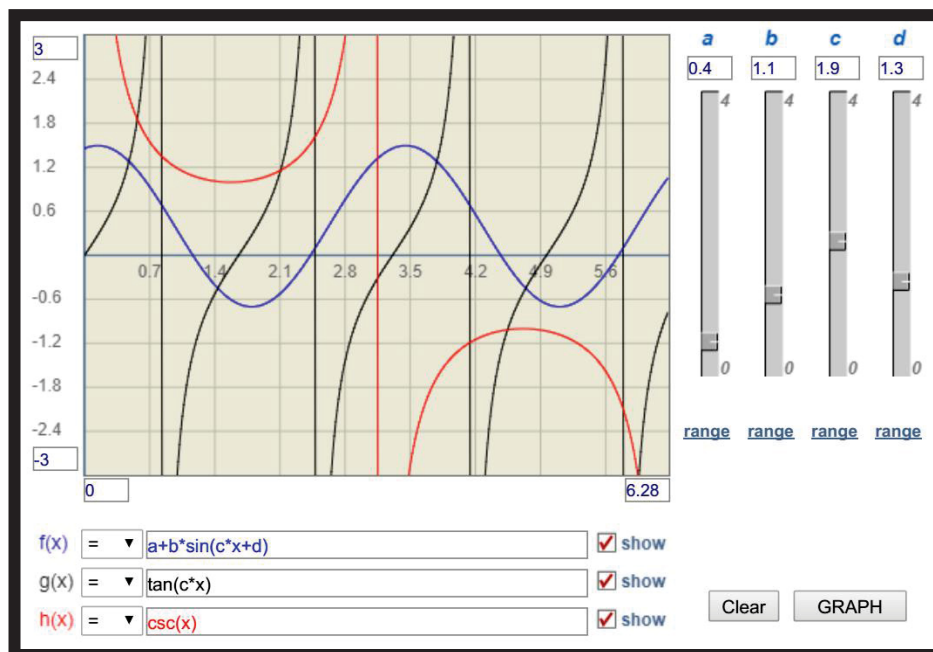 a b c d
3 0.4 1.1 1.9 1.3
2.4 4 4 4 4
1.8
1.2
0.6
0.7 1.4 2.1 2.8 3.5 4.2 4.9 5.6
-0.6
-1.2
0 0 0 0
-1.8
-2.4 range range range range
-3
0 6.28
f(x) = ▼ a+b*sin(c*x+d) show
g(x) = ▼ tan(c*x) show
h(x) = ▼ csc(x) show
Clear GRAPH